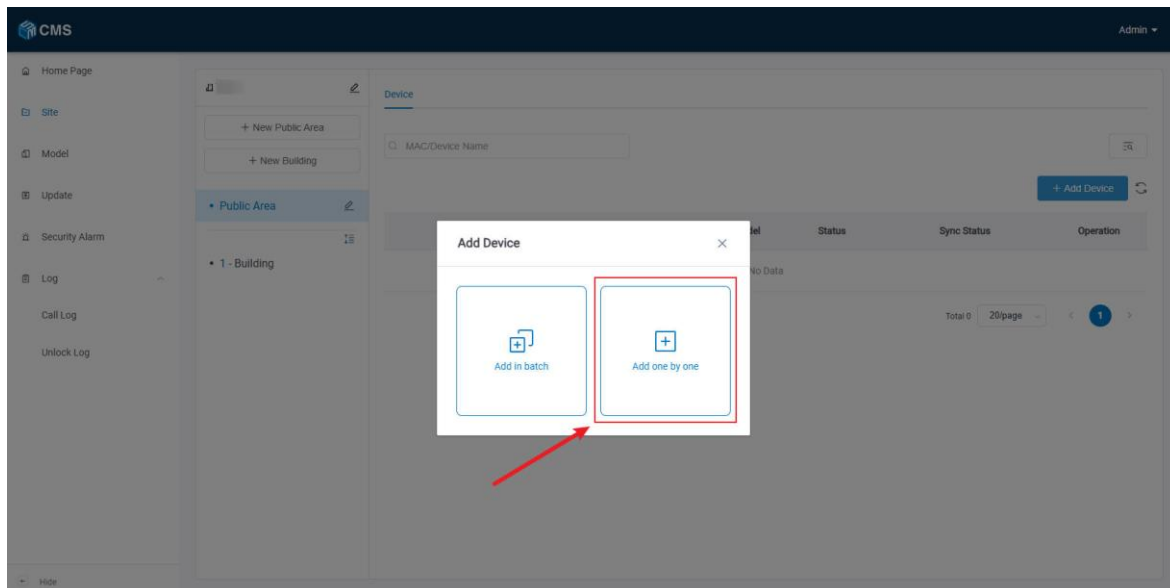 CMS
Admin
Home Page
Site
Model
Update
Security Alarm
Log
Call Log
Unlock Log
Hide
+ New Public Area
+ New Building
• Public Area
• 1 - Building
Device
MAC/Device Name
+ Add Device
Status Sync Status Operation
No Data
Total 0 20/page 1
Add Device
Add in batch
Add one by one